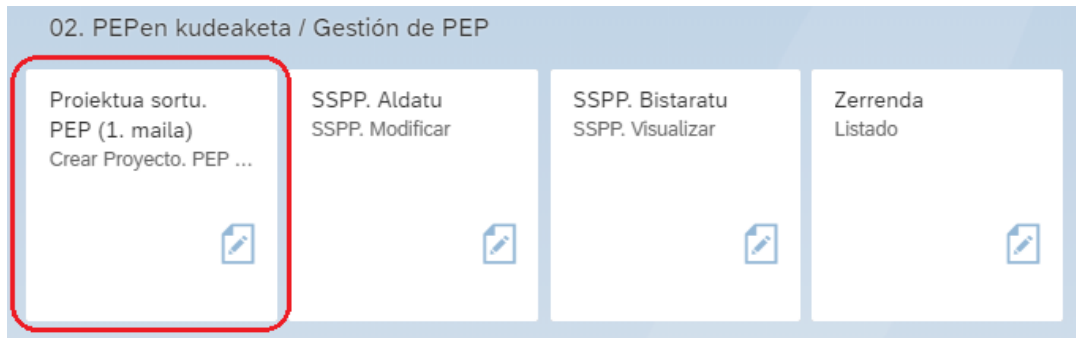 02. PEPen kudeaketa / Gestión de PEP
Proiektua sortu.
PEP (1. maila)
Crear Proyecto. PEP ...
SSPP. Aldatu
SSPP. Modificar
SSPP. Bistaratu
SSPP. Visualizar
Zerrenda
Listado